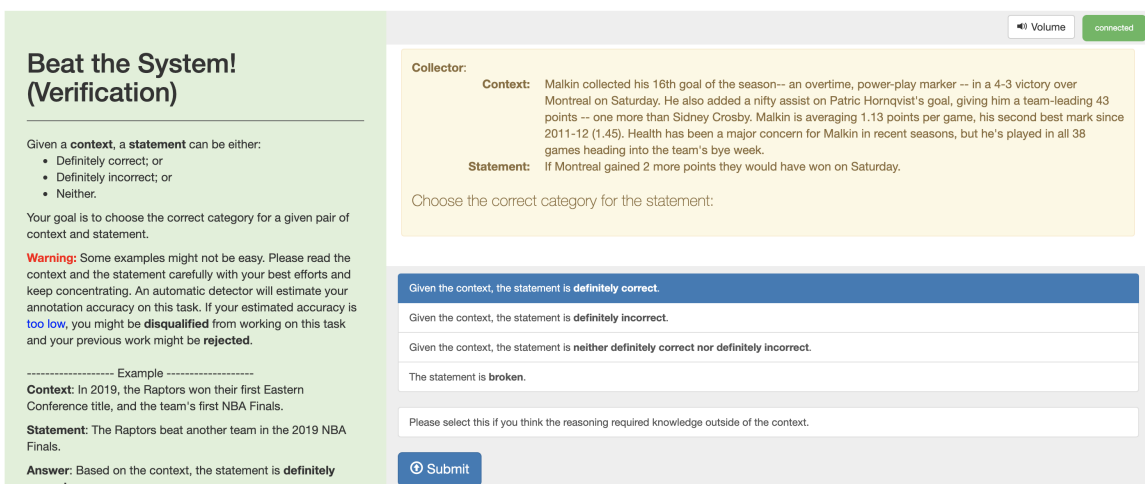 Volume
connected
Beat the System!
(Verification)
Given a context, a statement can be either:
• Definitely correct; or
• Definitely incorrect; or
• Neither.
Your goal is to choose the correct category for a given pair of
context and statement.
Warning: Some examples might not be easy. Please read the
context and the statement carefully with your best efforts and
keep concentrating. An automatic detector will estimate your
annotation accuracy on this task. If your estimated accuracy is
too low, you might be disqualified from working on this task
and your previous work might be rejected.
------------------- Example -------------------
Context: In 2019, the Raptors won their first Eastern
Conference title, and the team's first NBA Finals.
Statement: The Raptors beat another team in the 2019 NBA
Finals.
Answer: Based on the context, the statement is definitely
Collector:
Context: Malkin collected his 16th goal of the season-- an overtime, power-play marker -- in a 4-3 victory over
Montreal on Saturday. He also added a nifty assist on Patric Hornqvist's goal, giving him a team-leading 43
points -- one more than Sidney Crosby. Malkin is averaging 1.13 points per game, his second best mark since
2011-12 (1.45). Health has been a major concern for Malkin in recent seasons, but he's played in all 38
games heading into the team's bye week.
Statement: If Montreal gained 2 more points they would have won on Saturday.
Choose the correct category for the statement:
Given the context, the statement is definitely correct.
Given the context, the statement is definitely incorrect.
Given the context, the statement is neither definitely correct nor definitely incorrect.
The statement is broken.
Please select this if you think the reasoning required knowledge outside of the context.
Submit